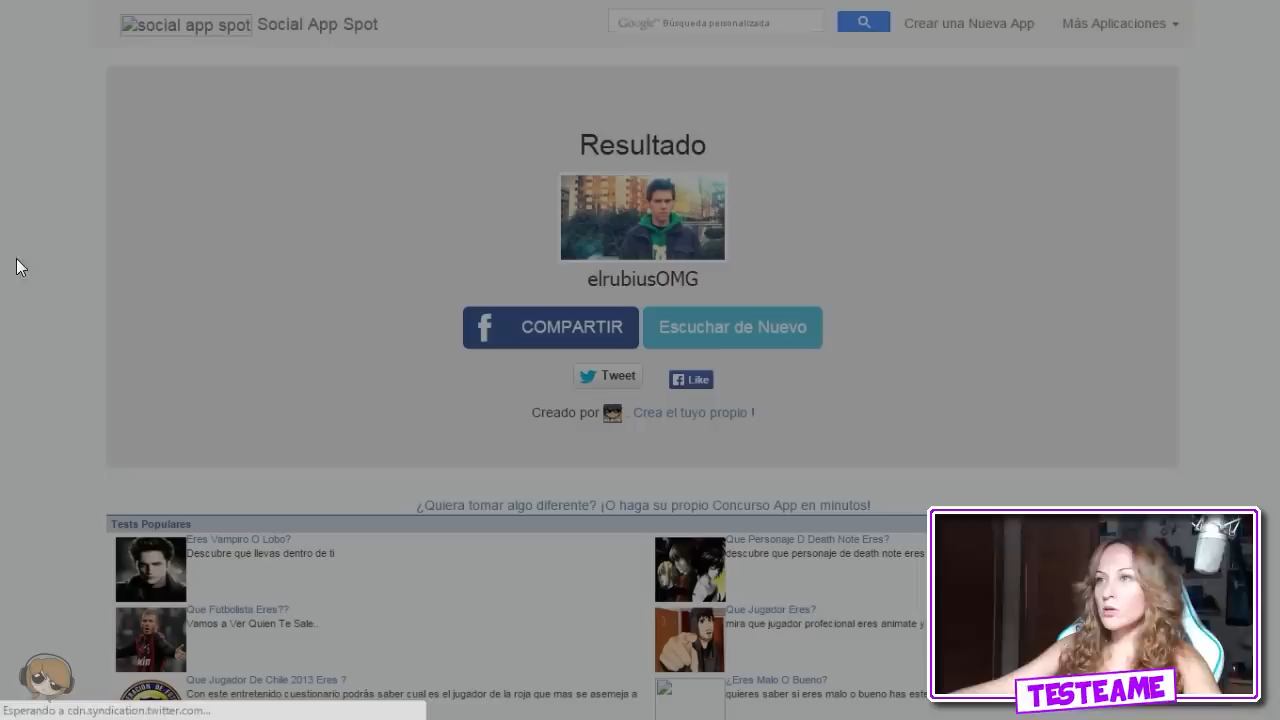 social app spot Social App Spot
Google™ Búsqueda personalizada
Crear una Nueva App
Más Aplicaciones
Resultado
elrubiusOMG
f COMPARTIR
Escuchar de Nuevo
Tweet
Like
Creado por . Crea el tuyo propio !
¿Quiera tomar algo diferente? ¡O haga su propio Concurso App en minutos!
Tests Populares
Eres Vampiro O Lobo?
Descubre que llevas dentro de ti
Que Personaje D Death Note Eres?
descubre que personaje de death note eres
Que Futbolista Eres??
Vamos a Ver Quien Te Sale..
Que Jugador Eres?
mira que jugador profecional eres animate y
Que Jugador De Chile 2013 Eres ?
Con este entretenido cuestionario podrás saber cual es el jugador de la roja que mas se asemeja a
¿Eres Malo O Bueno?
quieres saber si eres malo o bueno has este
TESTEAME
Esperando a cdn.syndication.twitter.com...